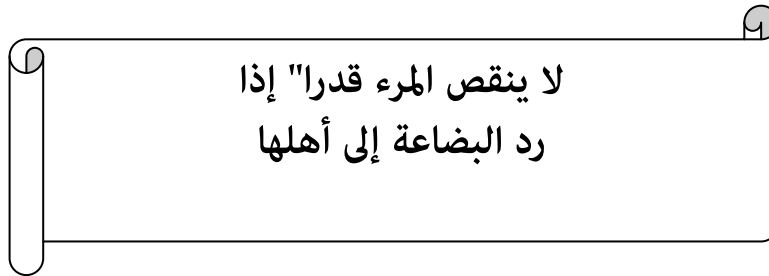 لا ينقص المرء قدرا" إذا
رد البضاعة إلى أهلها